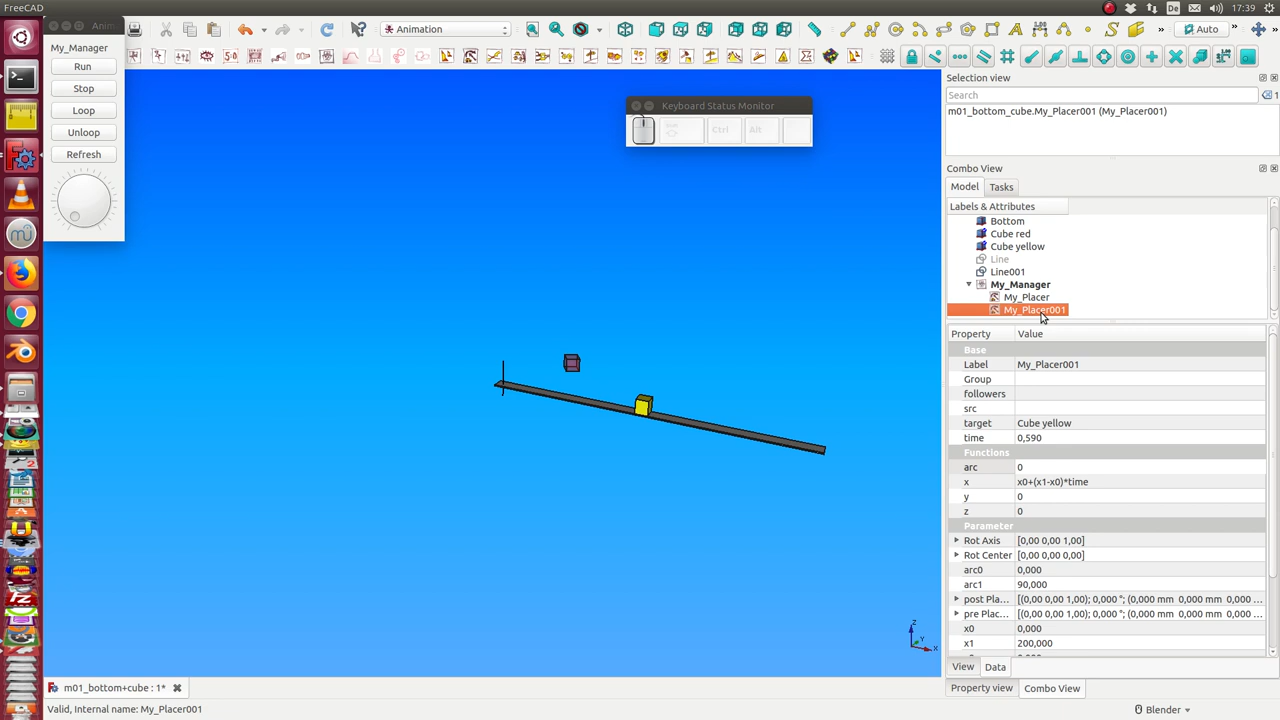 FreeCAD
De
17:39
Ani
My_Manager
Run
Stop
Loop
Unloop
Refresh
Animation
Auto
Keyboard Status Monitor
Ctrl
Alt
Selection view
Search
1
m01_bottom_cube.My_Placer001 (My_Placer001)
Combo View
Model
Tasks
Labels & Attributes
Bottom
Cube red
Cube yellow
Line
Line001
My_Manager
My_Placer
My_Placer001
Property Value
Base
Label My_Placer001
Group
followers
src
target Cube yellow
time 0,590
Functions
arc 0
x x0+(x1-x0)*time
y 0
z 0
Parameter
Rot Axis [0,00 0,00 1,00]
Rot Center [0,00 0,00 0,00]
arc0 0,000
arc1 90,000
post Pla... [(0,00 0,00 1,00); 0,000 °; (0,000 mm 0,000 mm 0,000 ...
pre Plac... [(0,00 0,00 1,00); 0,000 °; (0,000 mm 0,000 mm 0,000 ...
x0 0,000
x1 200,000
View
Data
z
Y
x
m01_bottom+cube : 1*
Property view
Combo View
Valid, Internal name: My_Placer001
Blender